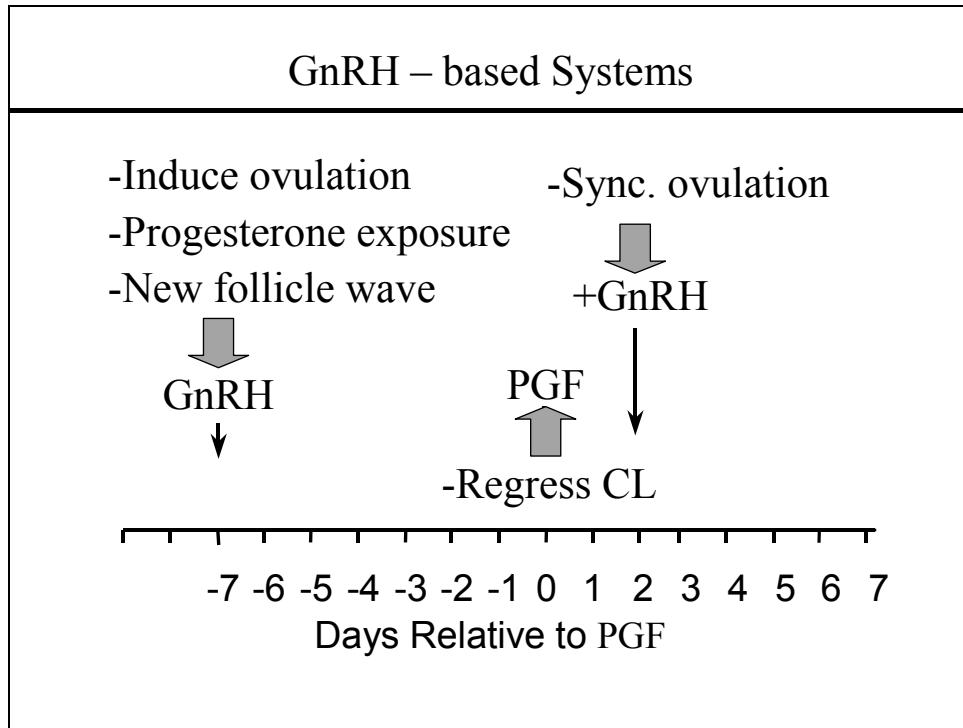 GnRH – based Systems
-Induce ovulation
-Progesterone exposure
-New follicle wave
GnRH
-Sync. ovulation
+GnRH
PGF
-Regress CL
-7 -6 -5 -4 -3 -2 -1 0 1 2 3 4 5 6 7
Days Relative to PGF